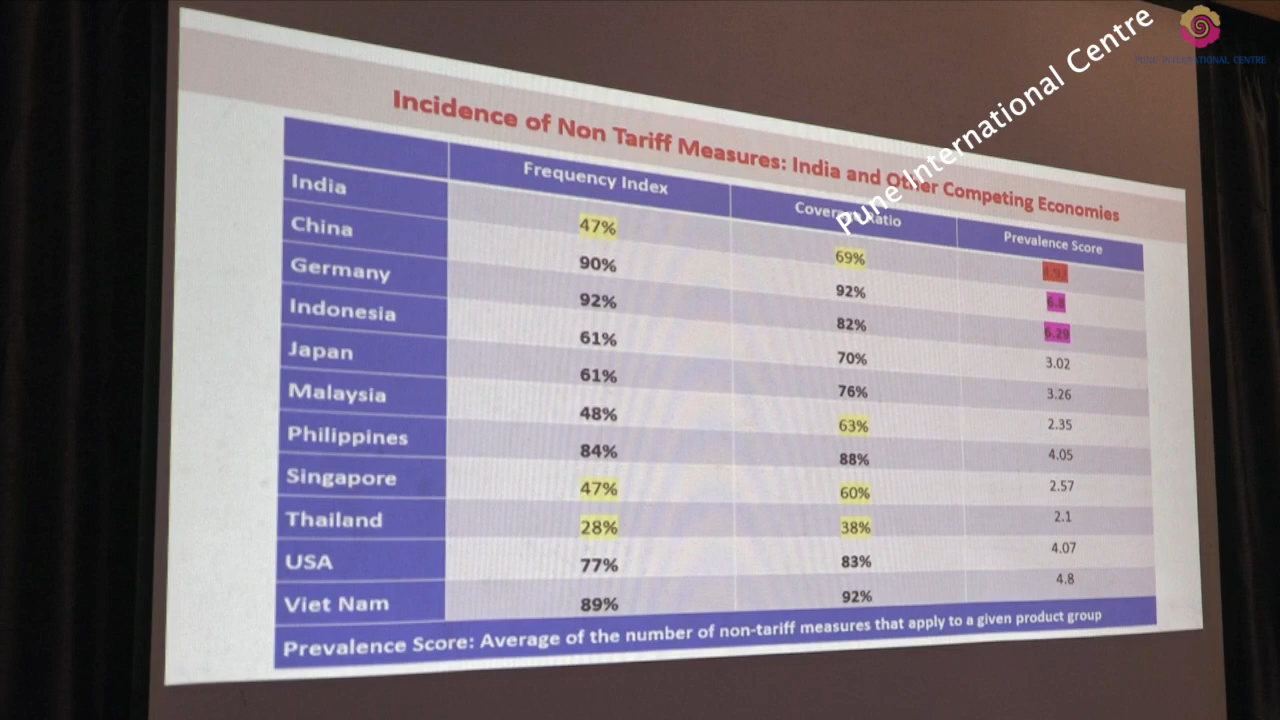 Pune International Centre
PUNE INTERNATIONAL CENTRE
Incidence of Non Tariff Measures: India and Other Competing Economies
Frequency Index Coverage Ratio Prevalence Score
India 47% 69%
China 90% 92% 6.8
Germany 92% 82% 6.29
Indonesia 61% 70% 3.02
Japan 61% 76% 3.26
Malaysia 48% 63% 2.35
Philippines 84% 88% 4.05
Singapore 47% 60% 2.57
Thailand 28% 38% 2.1
USA 77% 83% 4.07
Viet Nam 89% 92% 4.8
Prevalence Score: Average of the number of non-tariff measures that apply to a given product group